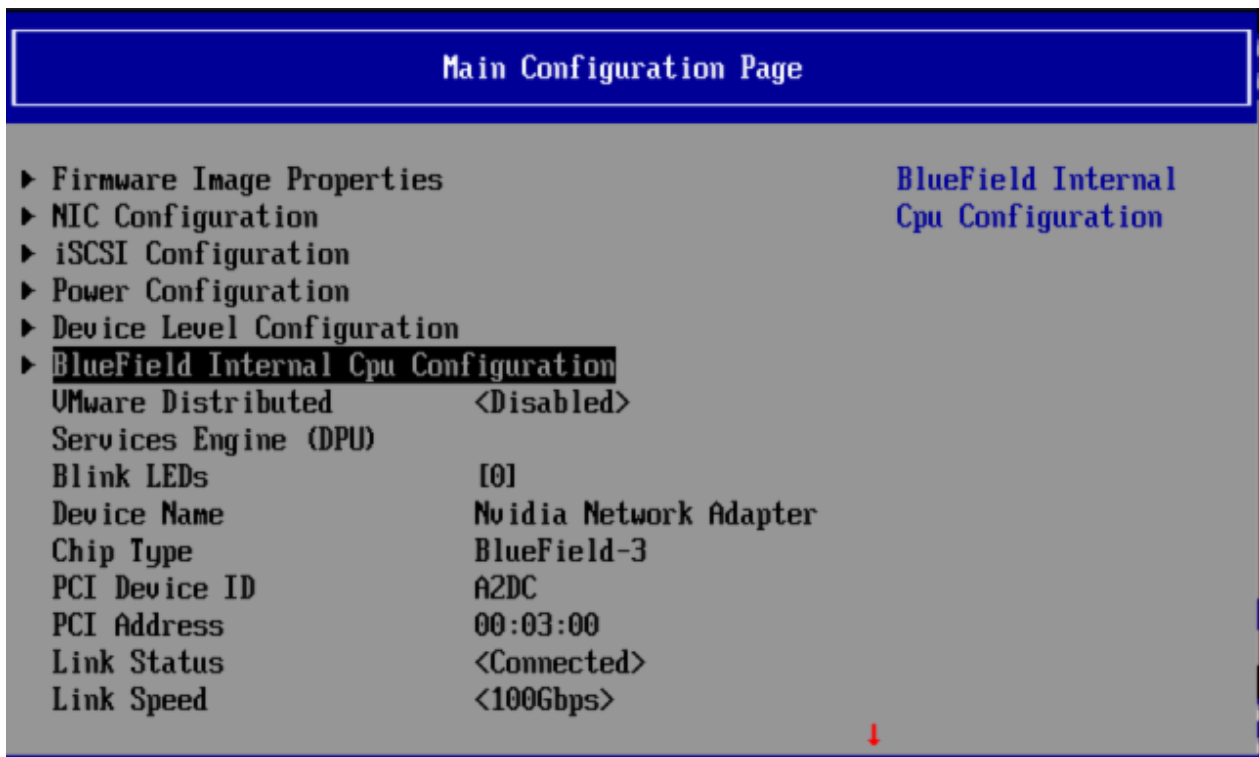 Main Configuration Page
Firmware Image Properties
NIC Configuration
iSCSI Configuration
Power Configuration
Device Level Configuration
BlueField Internal Cpu Configuration
VMware Distributed <Disabled>
Services Engine (DPU)
Blink LEDs [0]
Device Name Nvidia Network Adapter
Chip Type BlueField-3
PCI Device ID A2DC
PCI Address 00:03:00
Link Status <Connected>
Link Speed <100Gbps>
BlueField Internal
Cpu Configuration